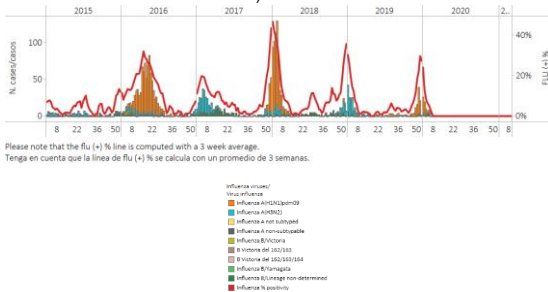 2015 2016 2017 2018 2019 2020 2...
100 40%
50 20%
0 0%
N. cases/casos
FLU (+) %
8 22 36 50 8 22 36 50 8 22 36 50 8 22 36 50 8 22 36 50 8 22 36 50 8
Please note that the flu (+) % line is computed with a 3 week average.
Tenga en cuenta que la línea de flu (+) % se calcula con un promedio de 3 semanas.
Influenza viruses/
Virus influenza
Influenza A(H1N1)pdm09
Influenza A(H3N2)
Influenza A not subtyped
Influenza A non-subtypable
Influenza B/Victoria
B Victoria del 162/163
B Victoria del 162/163/164
Influenza B/Yamagata
Influenza B/Lineage non-determined
Influenza % positivity